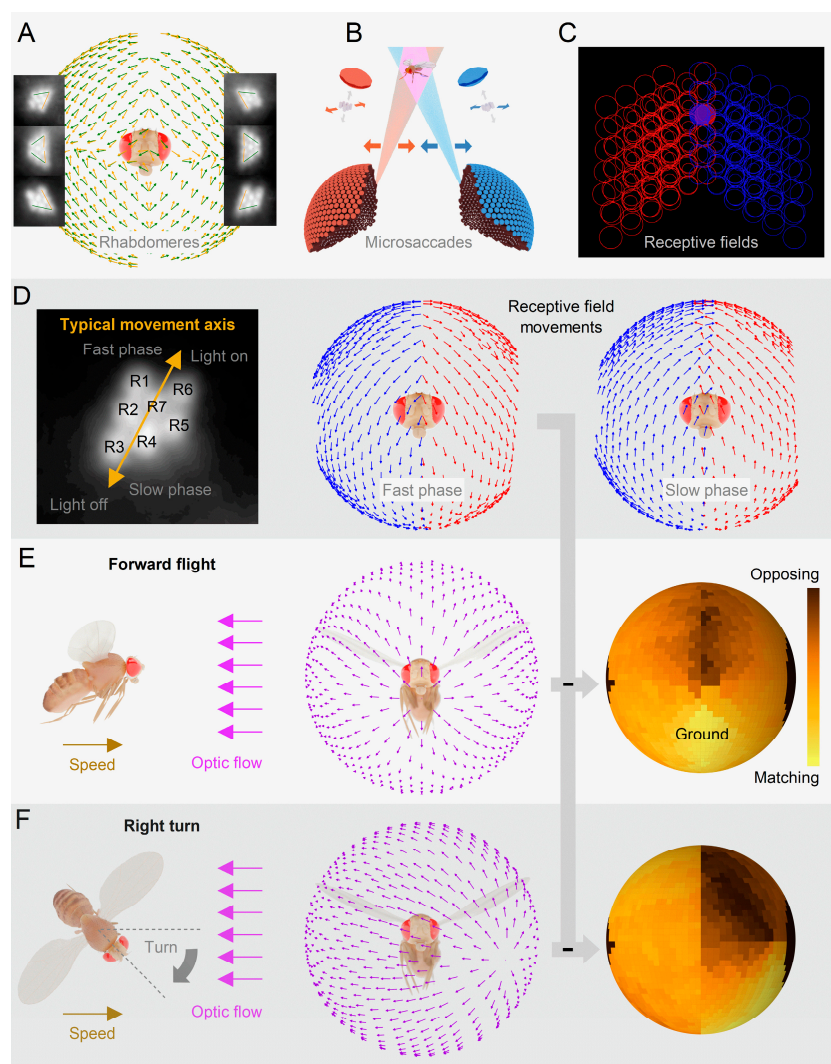 A
B
C
Rhabdomeres
Microsaccades
Receptive fields
D
Typical movement axis
Fast phase
Light on
R1
R6
R2
R7
R5
R3
R4
Slow phase
Light off
Receptive field
movements
Fast phase
Slow phase
E
Forward flight
Speed
Optic flow
-
Opposing
Ground
Matching
F
Right turn
Turn
Speed
Optic flow
-